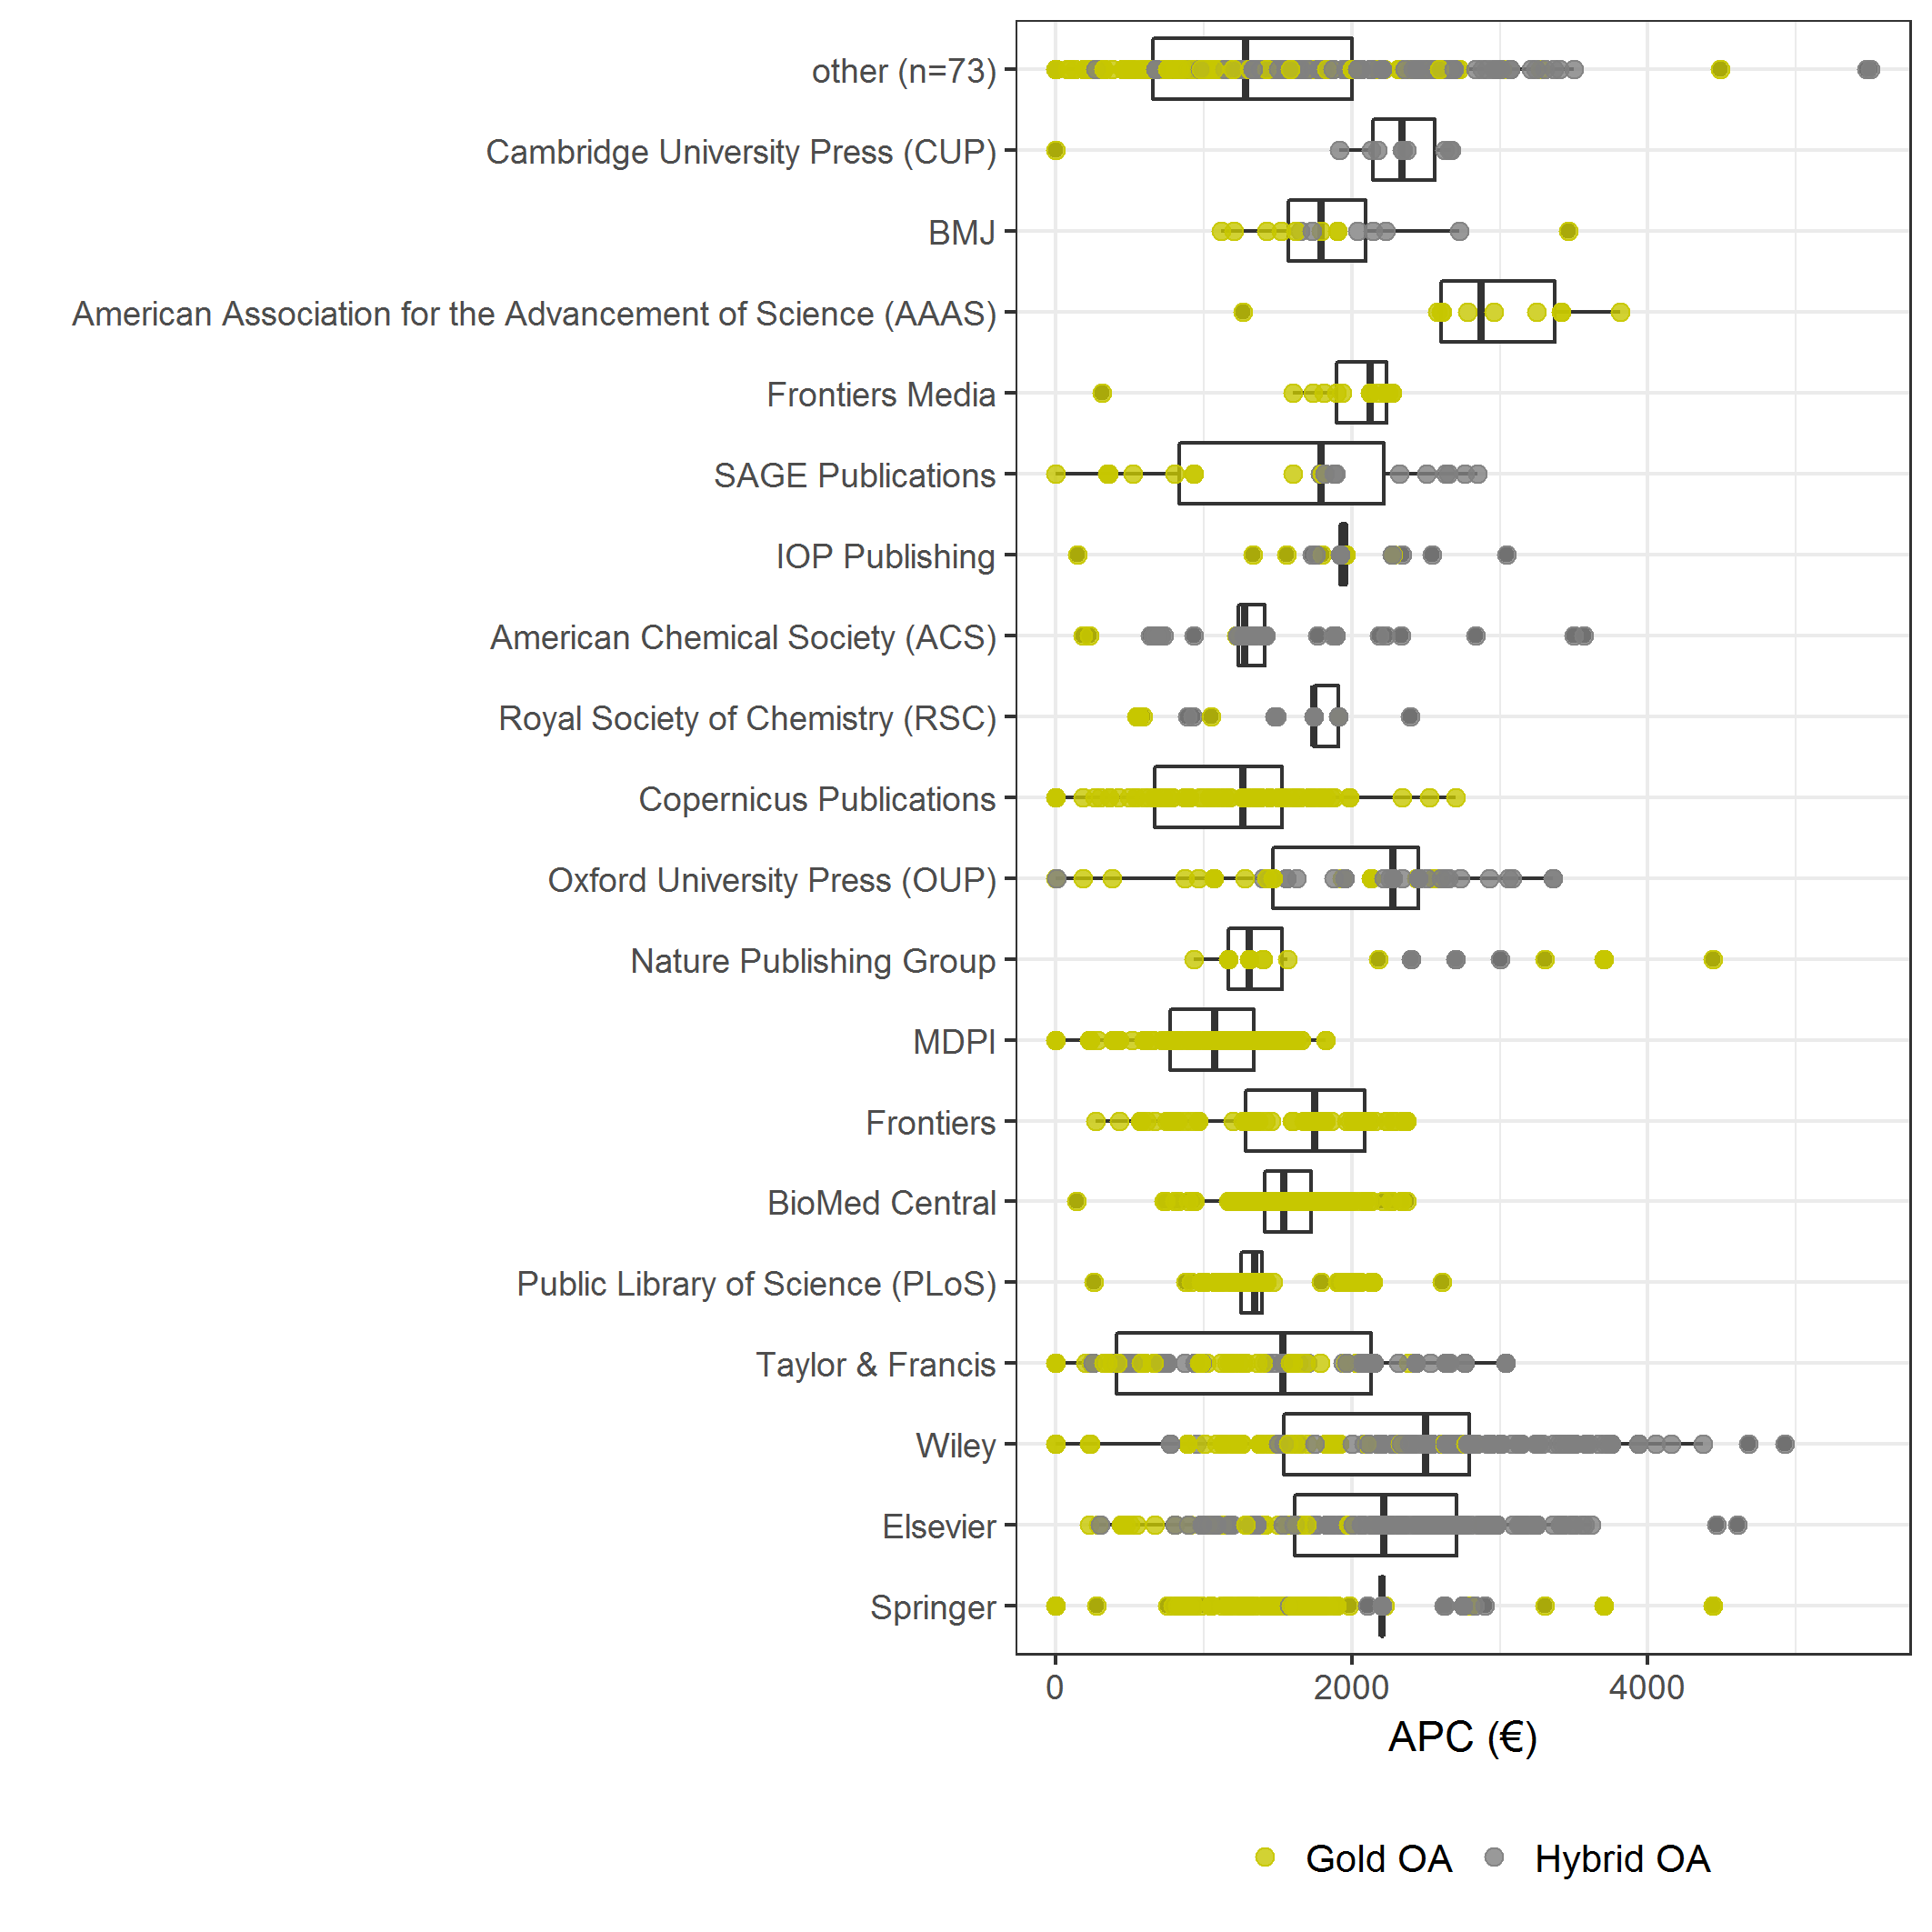 other (n=73)
Cambridge University Press (CUP)
BMJ
American Association for the Advancement of Science (AAAS)
Frontiers Media
SAGE Publications
IOP Publishing
American Chemical Society (ACS)
Royal Society of Chemistry (RSC)
Copernicus Publications
Oxford University Press (OUP)
Nature Publishing Group
MDPI
Frontiers
BioMed Central
Public Library of Science (PLoS)
Taylor & Francis
Wiley
Elsevier
Springer
0 2000 4000
APC (€)
Gold OA Hybrid OA